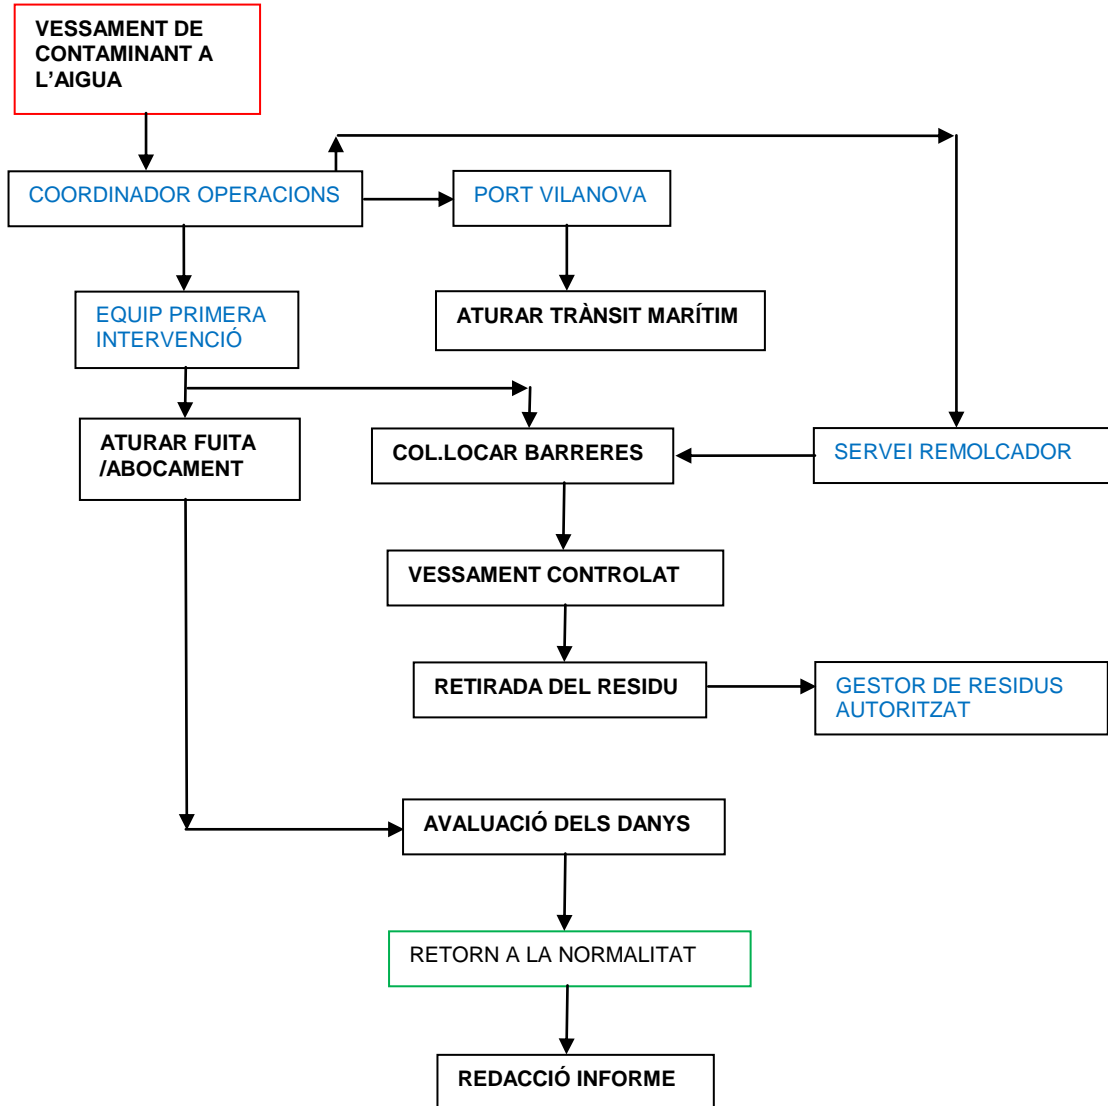 VESSAMENT DE
CONTAMINANT A
L’AIGUA
COORDINADOR OPERACIONS
PORT VILANOVA
EQUIP PRIMERA
INTERVENCIÓ
ATURAR TRÀNSIT MARÍTIM
ATURAR FUITA
/ABOCAMENT
COL.LOCAR BARRERES
SERVEI REMOLCADOR
VESSAMENT CONTROLAT
RETIRADA DEL RESIDU
GESTOR DE RESIDUS
AUTORITZAT
AVALUACIÓ DELS DANYS
RETORN A LA NORMALITAT
REDACCIÓ INFORME